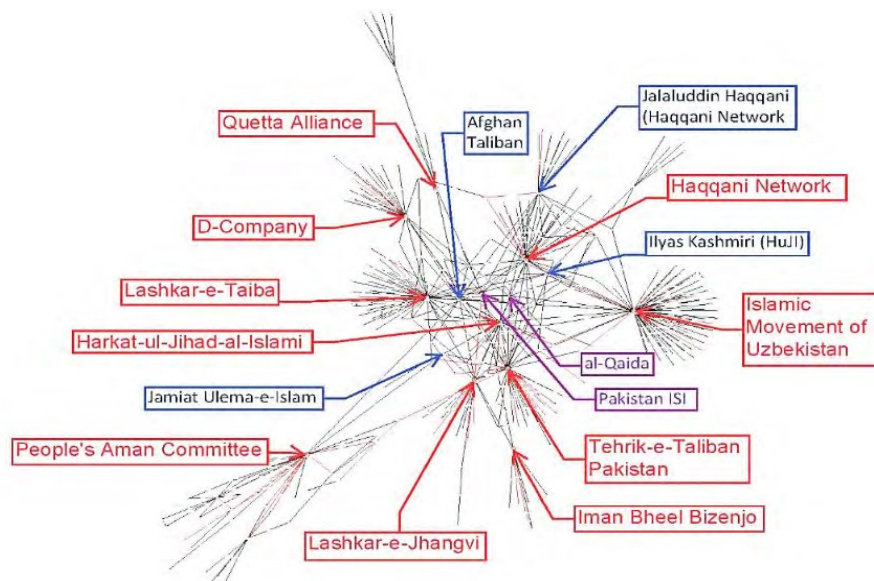 Jalaluddin Haqqani
(Haqqani Network
Quetta Alliance
Afghan
Taliban
Haqqani Network
D-Company
Ilyas Kashmiri (HuJI)
Lashkar-e-Taiba
Islamic
Movement of
Uzbekistan
Harkat-ul-Jihad-al-Islami
al-Qaida
Jamiat Ulema-e-Islam
Pakistan ISI
People's Aman Committee
Tehrik-e-Taliban
Pakistan
Iman Bheel Bizenjo
Lashkar-e-Jhangvi